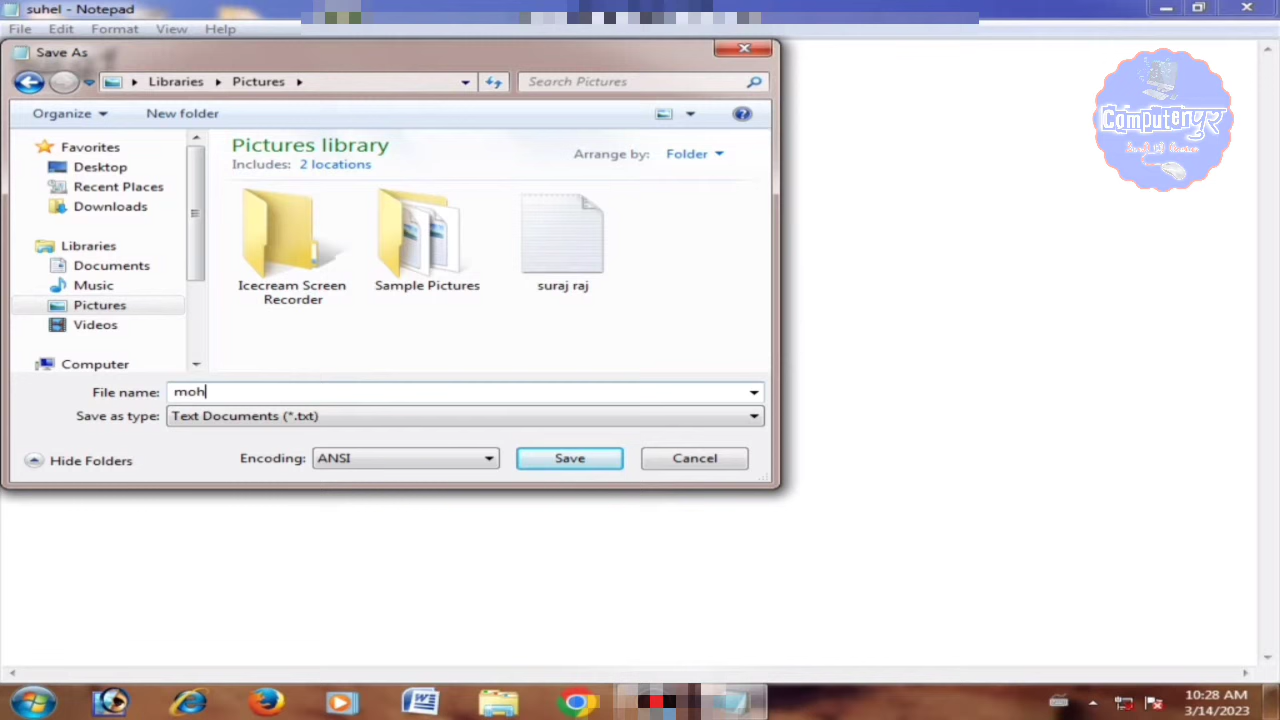 suhel - Notepad
File Edit Format View Help
Save As
Libraries Pictures
Search Pictures
Organize New folder
Favorites
Desktop
Recent Places
Downloads
Libraries
Documents
Music
Pictures
Videos
Computer
Pictures library
Includes: 2 locations
Arrange by: Folder
Icecream Screen
Recorder
Sample Pictures
suraj raj
File name: moh
Save as type: Text Documents (*.txt)
Hide Folders
Encoding: ANSI
Save
Cancel
Computerगुरु
10:28 AM
3/14/2023